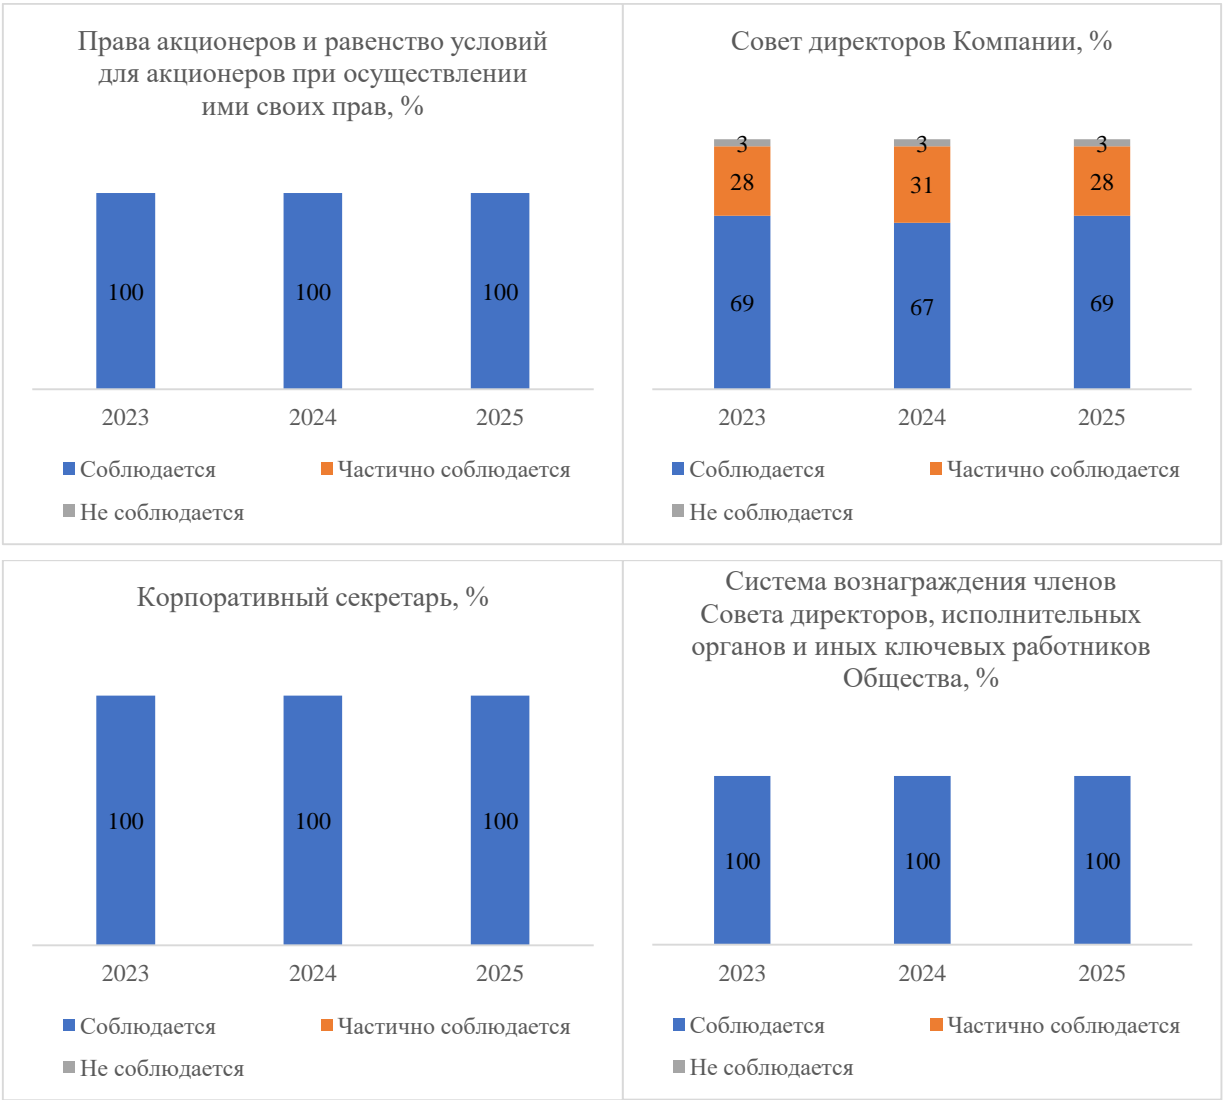 Права акционеров и равенство условий
для акционеров при осуществлении
ими своих прав, %
100
100
100
2023
2024
2025
Соблюдается
Частично соблюдается
Не соблюдается
Совет директоров Компании, %
3
3
3
28
31
28
69
67
69
2023
2024
2025
Соблюдается
Частично соблюдается
Не соблюдается
Корпоративный секретарь, %
100
100
100
2023
2024
2025
Соблюдается
Частично соблюдается
Не соблюдается
Система вознаграждения членов
Совета директоров, исполнительных
органов и иных ключевых работников
Общества, %
100
100
100
2023
2024
2025
Соблюдается
Частично соблюдается
Не соблюдается